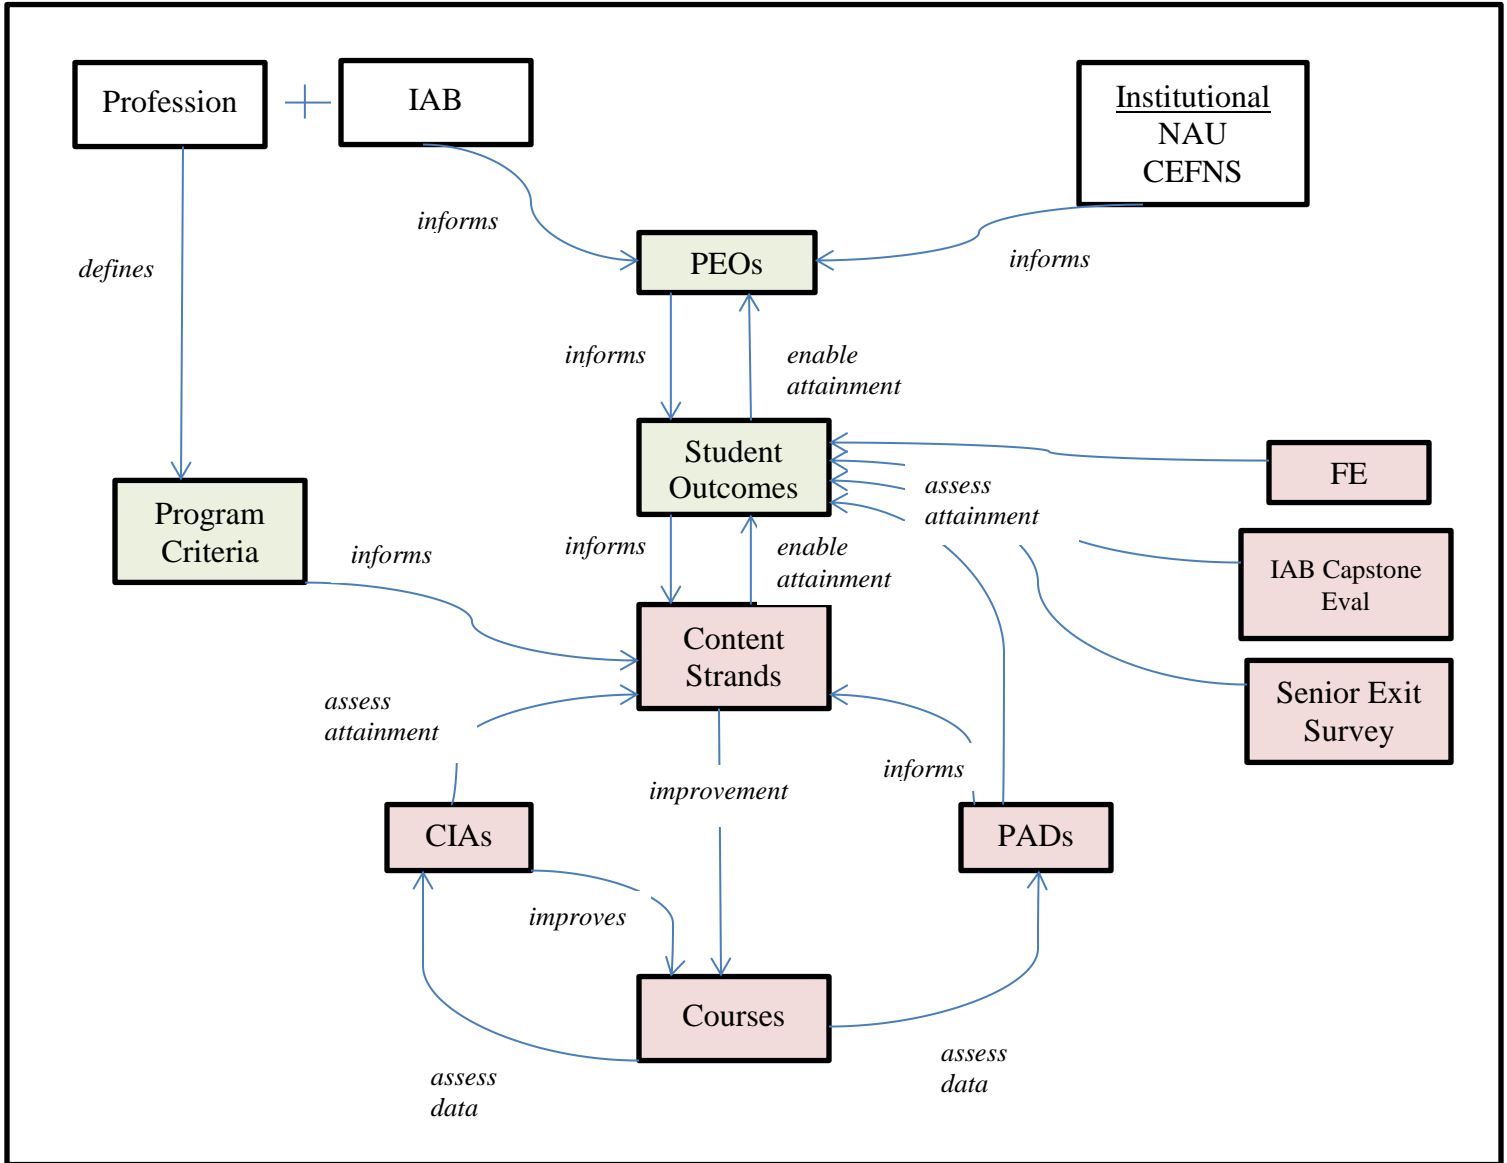 Profession
IAB
Institutional
NAU
CEFNS
informs
defines
PEOs
informs
informs
enable
attainment
Student
Outcomes
FE
assess
attainment
Program
Criteria
informs
informs
enable
attainment
IAB Capstone
Eval
Content
Strands
Senior Exit
Survey
assess
attainment
improvement
informs
CIAs
PADs
improves
Courses
assess
data
assess
data